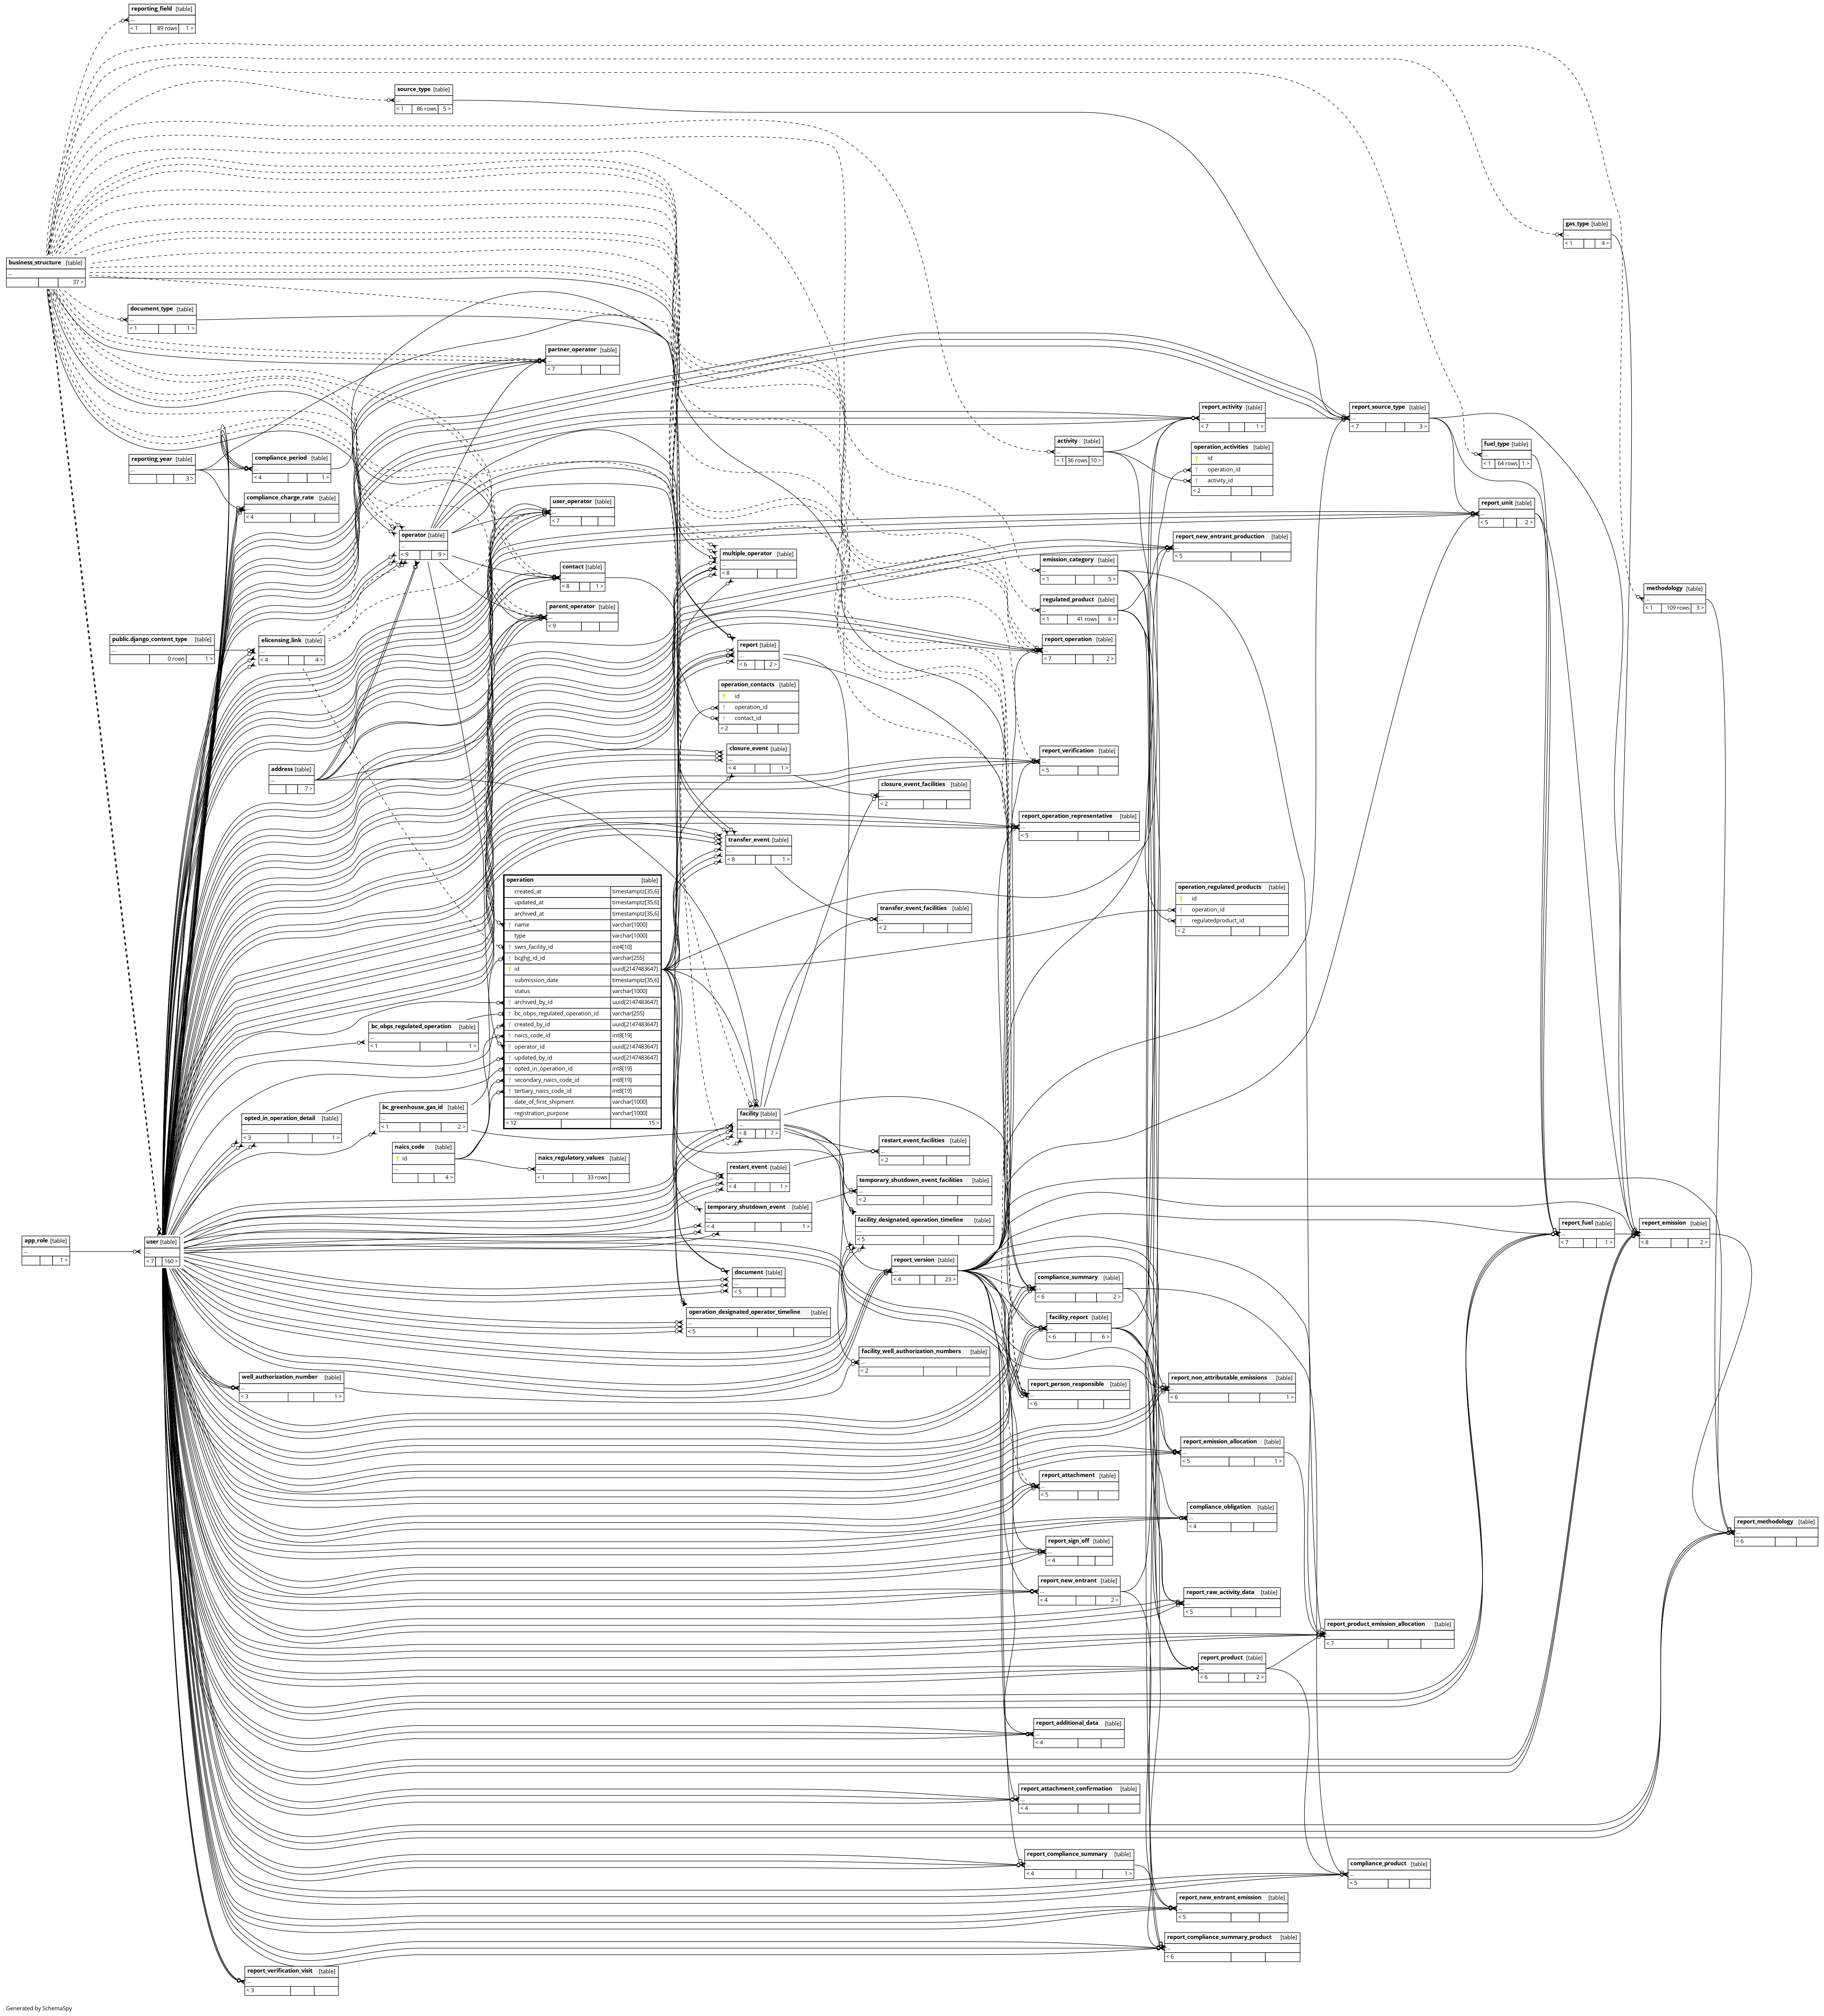 reporting_field [table]
...
< 1 89 rows 1 >
source_type [table]
...
< 1 86 rows 5 >
gas_type [table]
...
< 1 4 >
business_structure [table]
...
37 >
document_type [table]
...
< 1 1 >
partner_operator [table]
...
< 7
report_activity [table]
...
< 7 1 >
report_source_type [table]
...
< 7 3 >
activity [table]
...
< 1 36 rows 10 >
operation_activities [table]
id
operation_id
activity_id
< 2
fuel_type [table]
...
< 1 64 rows 1 >
reporting_year [table]
...
3 >
compliance_period [table]
...
< 4 1 >
compliance_charge_rate [table]
...
< 4
user_operator [table]
...
< 7
report_unit [table]
...
< 5 2 >
operator [table]
...
< 9 9 >
report_new_entrant_production [table]
...
< 5
multiple_operator [table]
...
< 8
emission_category [table]
...
< 1 5 >
contact [table]
...
< 8 1 >
methodology [table]
...
< 1 109 rows 3 >
regulated_product [table]
...
< 1 41 rows 6 >
parent_operator [table]
...
< 9
public.django_content_type [table]
...
0 rows 1 >
elicensing_link [table]
...
< 4 4 >
report [table]
...
< 6 2 >
report_operation [table]
...
< 7 2 >
operation_contacts [table]
id
operation_id
contact_id
< 2
closure_event [table]
...
< 4 1 >
report_verification [table]
...
< 5
address [table]
...
7 >
closure_event_facilities [table]
...
< 2
report_operation_representative [table]
...
< 5
transfer_event [table]
...
< 8 1 >
operation [table]
created_at timestamptz[35,6]
updated_at timestamptz[35,6]
archived_at timestamptz[35,6]
name varchar[1000]
type varchar[1000]
swrs_facility_id int4[10]
bcghg_id_id varchar[255]
id uuid[2147483647]
submission_date timestamptz[35,6]
status varchar[1000]
archived_by_id uuid[2147483647]
bc_obps_regulated_operation_id varchar[255]
created_by_id uuid[2147483647]
naics_code_id int8[19]
operator_id uuid[2147483647]
updated_by_id uuid[2147483647]
opted_in_operation_id int8[19]
secondary_naics_code_id int8[19]
tertiary_naics_code_id int8[19]
date_of_first_shipment varchar[1000]
registration_purpose varchar[1000]
< 12 15 >
operation_regulated_products [table]
id
operation_id
regulatedproduct_id
< 2
transfer_event_facilities [table]
...
< 2
bc_obps_regulated_operation [table]
...
< 1 1 >
bc_greenhouse_gas_id [table]
...
< 1 2 >
opted_in_operation_detail [table]
...
< 3 1 >
facility [table]
...
< 8 7 >
naics_code [table]
id
...
4 >
naics_regulatory_values [table]
...
< 1 33 rows
restart_event_facilities [table]
...
< 2
restart_event [table]
...
< 4 1 >
temporary_shutdown_event_facilities [table]
...
< 2
temporary_shutdown_event [table]
...
< 4 1 >
facility_designated_operation_timeline [table]
...
< 5
report_fuel [table]
...
< 7 1 >
report_emission [table]
...
< 8 2 >
app_role [table]
...
1 >
user [table]
...
< 7 160 >
report_version [table]
...
< 4 23 >
document [table]
...
< 5
compliance_summary [table]
...
< 6 2 >
operation_designated_operator_timeline [table]
...
< 5
facility_report [table]
...
< 6 6 >
facility_well_authorization_numbers [table]
...
< 2
well_authorization_number [table]
...
< 3 1 >
report_person_responsible [table]
...
< 6
report_non_attributable_emissions [table]
...
< 6 1 >
report_emission_allocation [table]
...
< 5 1 >
report_attachment [table]
...
< 5
compliance_obligation [table]
...
< 4
report_methodology [table]
...
< 6
report_sign_off [table]
...
< 4
report_new_entrant [table]
...
< 4 2 >
report_raw_activity_data [table]
...
< 5
report_product_emission_allocation [table]
...
< 7
report_product [table]
...
< 6 2 >
report_additional_data [table]
...
< 4
report_attachment_confirmation [table]
...
< 4
report_compliance_summary [table]
...
< 4 1 >
compliance_product [table]
...
< 5
report_new_entrant_emission [table]
...
< 5
report_compliance_summary_product [table]
...
< 6
report_verification_visit [table]
...
< 3
Generated by SchemaSpy